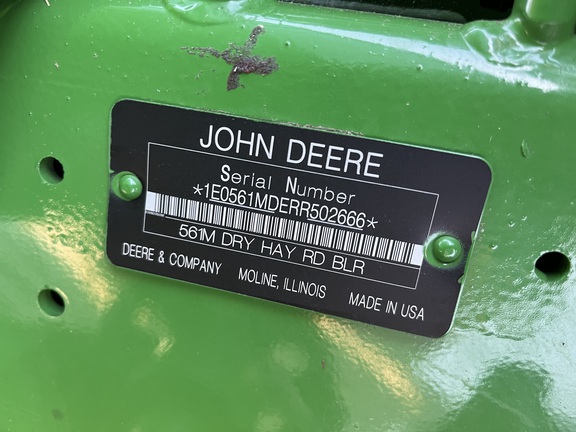 JOHN DEERE
Serial Number
*1E0561MDERR502666*
561M DRY HAY RD BLR
DEERE & COMPANY MOLINE, ILLINOIS MADE IN USA